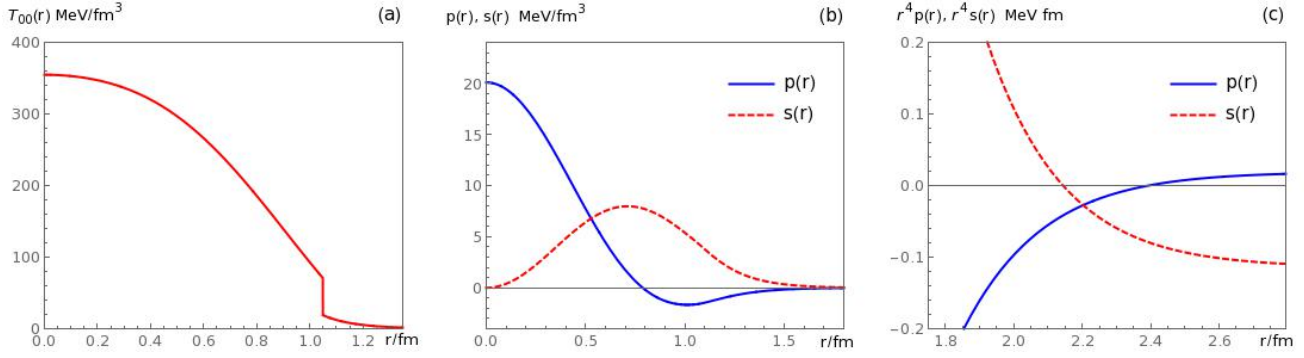 T₀₀(r) MeV/fm³ (a)
400
300
200
100
0
0.0 0.2 0.4 0.6 0.8 1.0 1.2 r/fm
p(r), s(r) MeV/fm³ (b)
20
15
10
5
0
0.0 0.5 1.0 1.5 r/fm
p(r)
s(r)
r⁴p(r), r⁴s(r) MeV fm (c)
0.2
0.1
0.0
−0.1
−0.2
1.8 2.0 2.2 2.4 2.6 r/fm
p(r)
s(r)